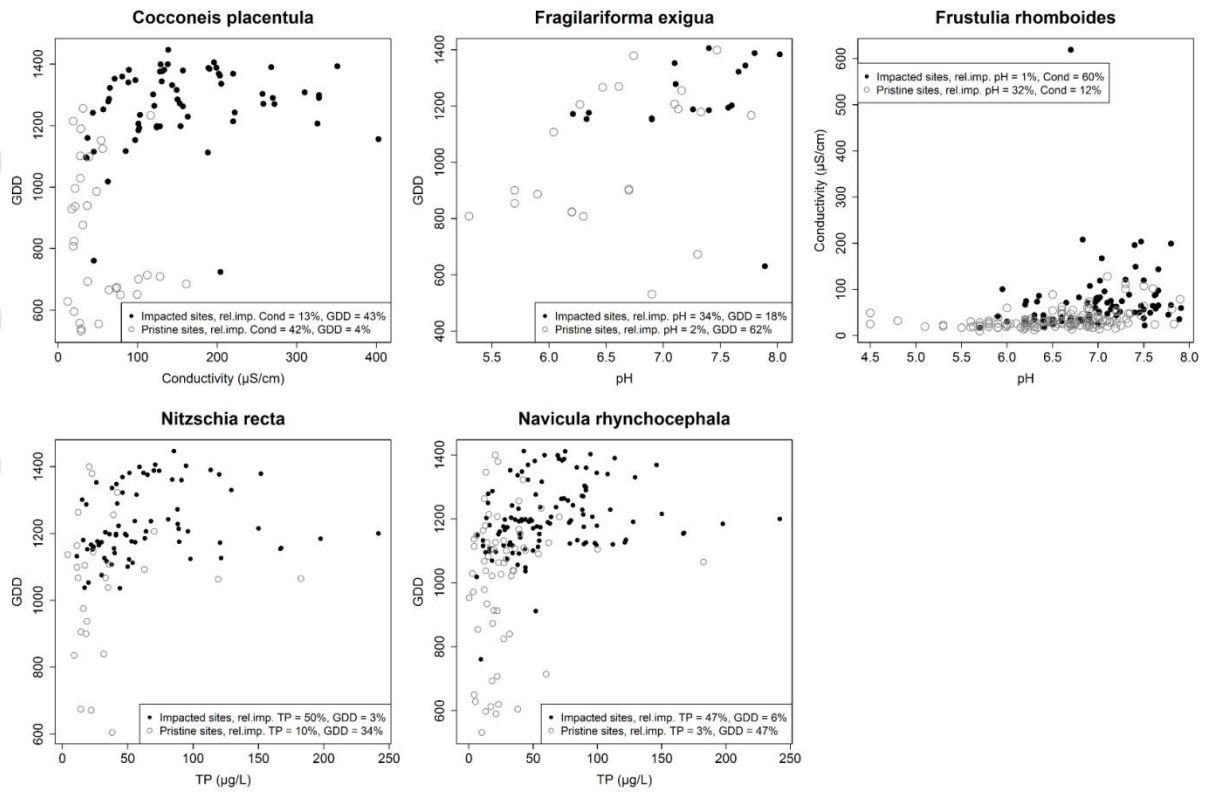 Cocconeis placentula
GDD
1400
1200
1000
800
600
0
100
200
300
400
Conductivity (µS/cm)
Impacted sites, rel.imp. Cond = 13%, GDD = 43%
Pristine sites, rel.imp. Cond = 42%, GDD = 4%
Fragilariforma exigua
GDD
1400
1200
1000
800
600
400
5.5
6.0
6.5
7.0
7.5
8.0
pH
Impacted sites, rel.imp. pH = 34%, GDD = 18%
Pristine sites, rel.imp. pH = 2%, GDD = 62%
Frustulia rhomboides
Conductivity (µS/cm)
600
500
400
300
200
100
0
4.5
5.0
5.5
6.0
6.5
7.0
7.5
8.0
pH
Impacted sites, rel.imp. pH = 1%, Cond = 60%
Pristine sites, rel.imp. pH = 32%, Cond = 12%
Nitzschia recta
GDD
1400
1200
1000
800
600
0
50
100
150
200
250
TP (µg/L)
Impacted sites, rel.imp. TP = 50%, GDD = 3%
Pristine sites, rel.imp. TP = 10%, GDD = 34%
Navicula rhynchocephala
GDD
1400
1200
1000
800
600
0
50
100
150
200
250
TP (µg/L)
Impacted sites, rel.imp. TP = 47%, GDD = 6%
Pristine sites, rel.imp. TP = 3%, GDD = 47%